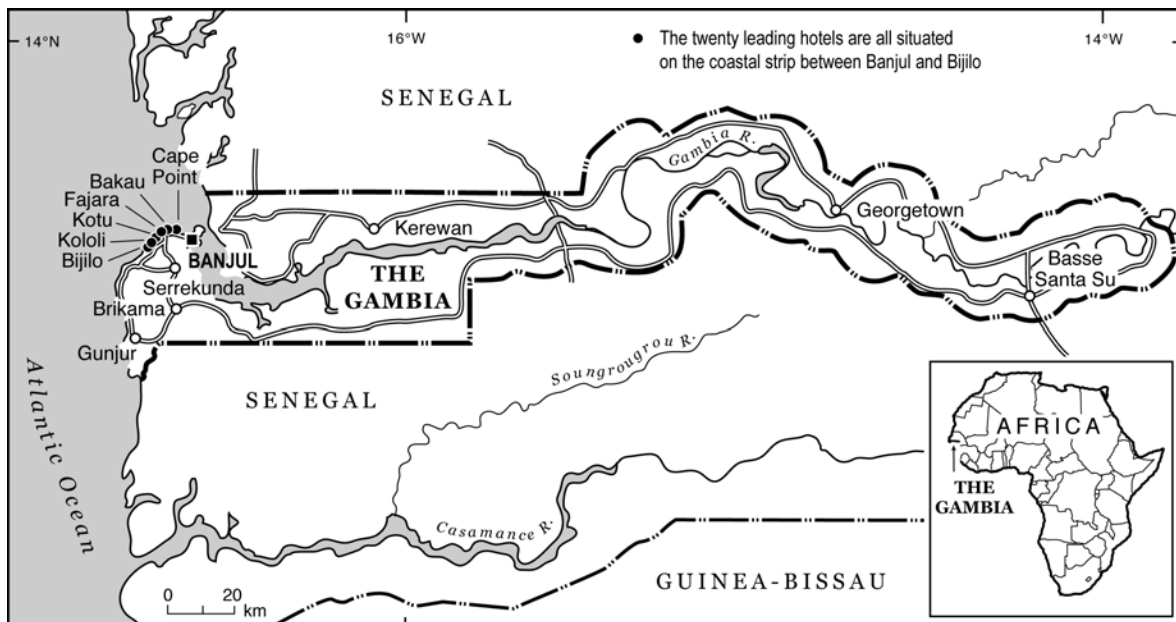 14°N
16°W
14°W
The twenty leading hotels are all situated
on the coastal strip between Banjul and Bijilo
SENEGAL
Gambia R.
Cape
Point
Bakau
Fajara
Kotu
Kololi
Bijilo
BANJUL
Kerewan
Georgetown
Serrekunda
THE
GAMBIA
Basse
Santa Su
Brikama
Gunjur
Atlantic Ocean
SENEGAL
Soungrougrou R.
Casamance R.
AFRICA
THE
GAMBIA
GUINEA-BISSAU
0 20
km